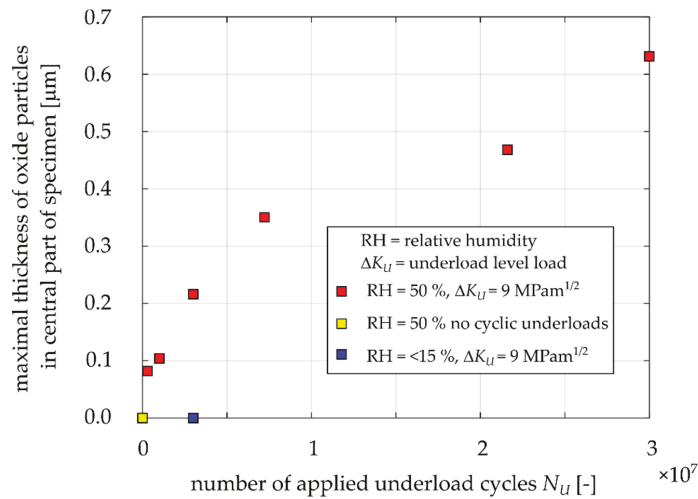 maximal thickness of oxide particles
in central part of specimen [µm]
0.7
0.6
0.5
0.4
0.3
0.2
0.1
0.0
RH = relative humidity
ΔK_U = underload level load
RH = 50 %, ΔK_U = 9 MPam^1/2
RH = 50 % no cyclic underloads
RH = <15 %, ΔK_U = 9 MPam^1/2
0 1 2 3
×10^7
number of applied underload cycles N_U [-]